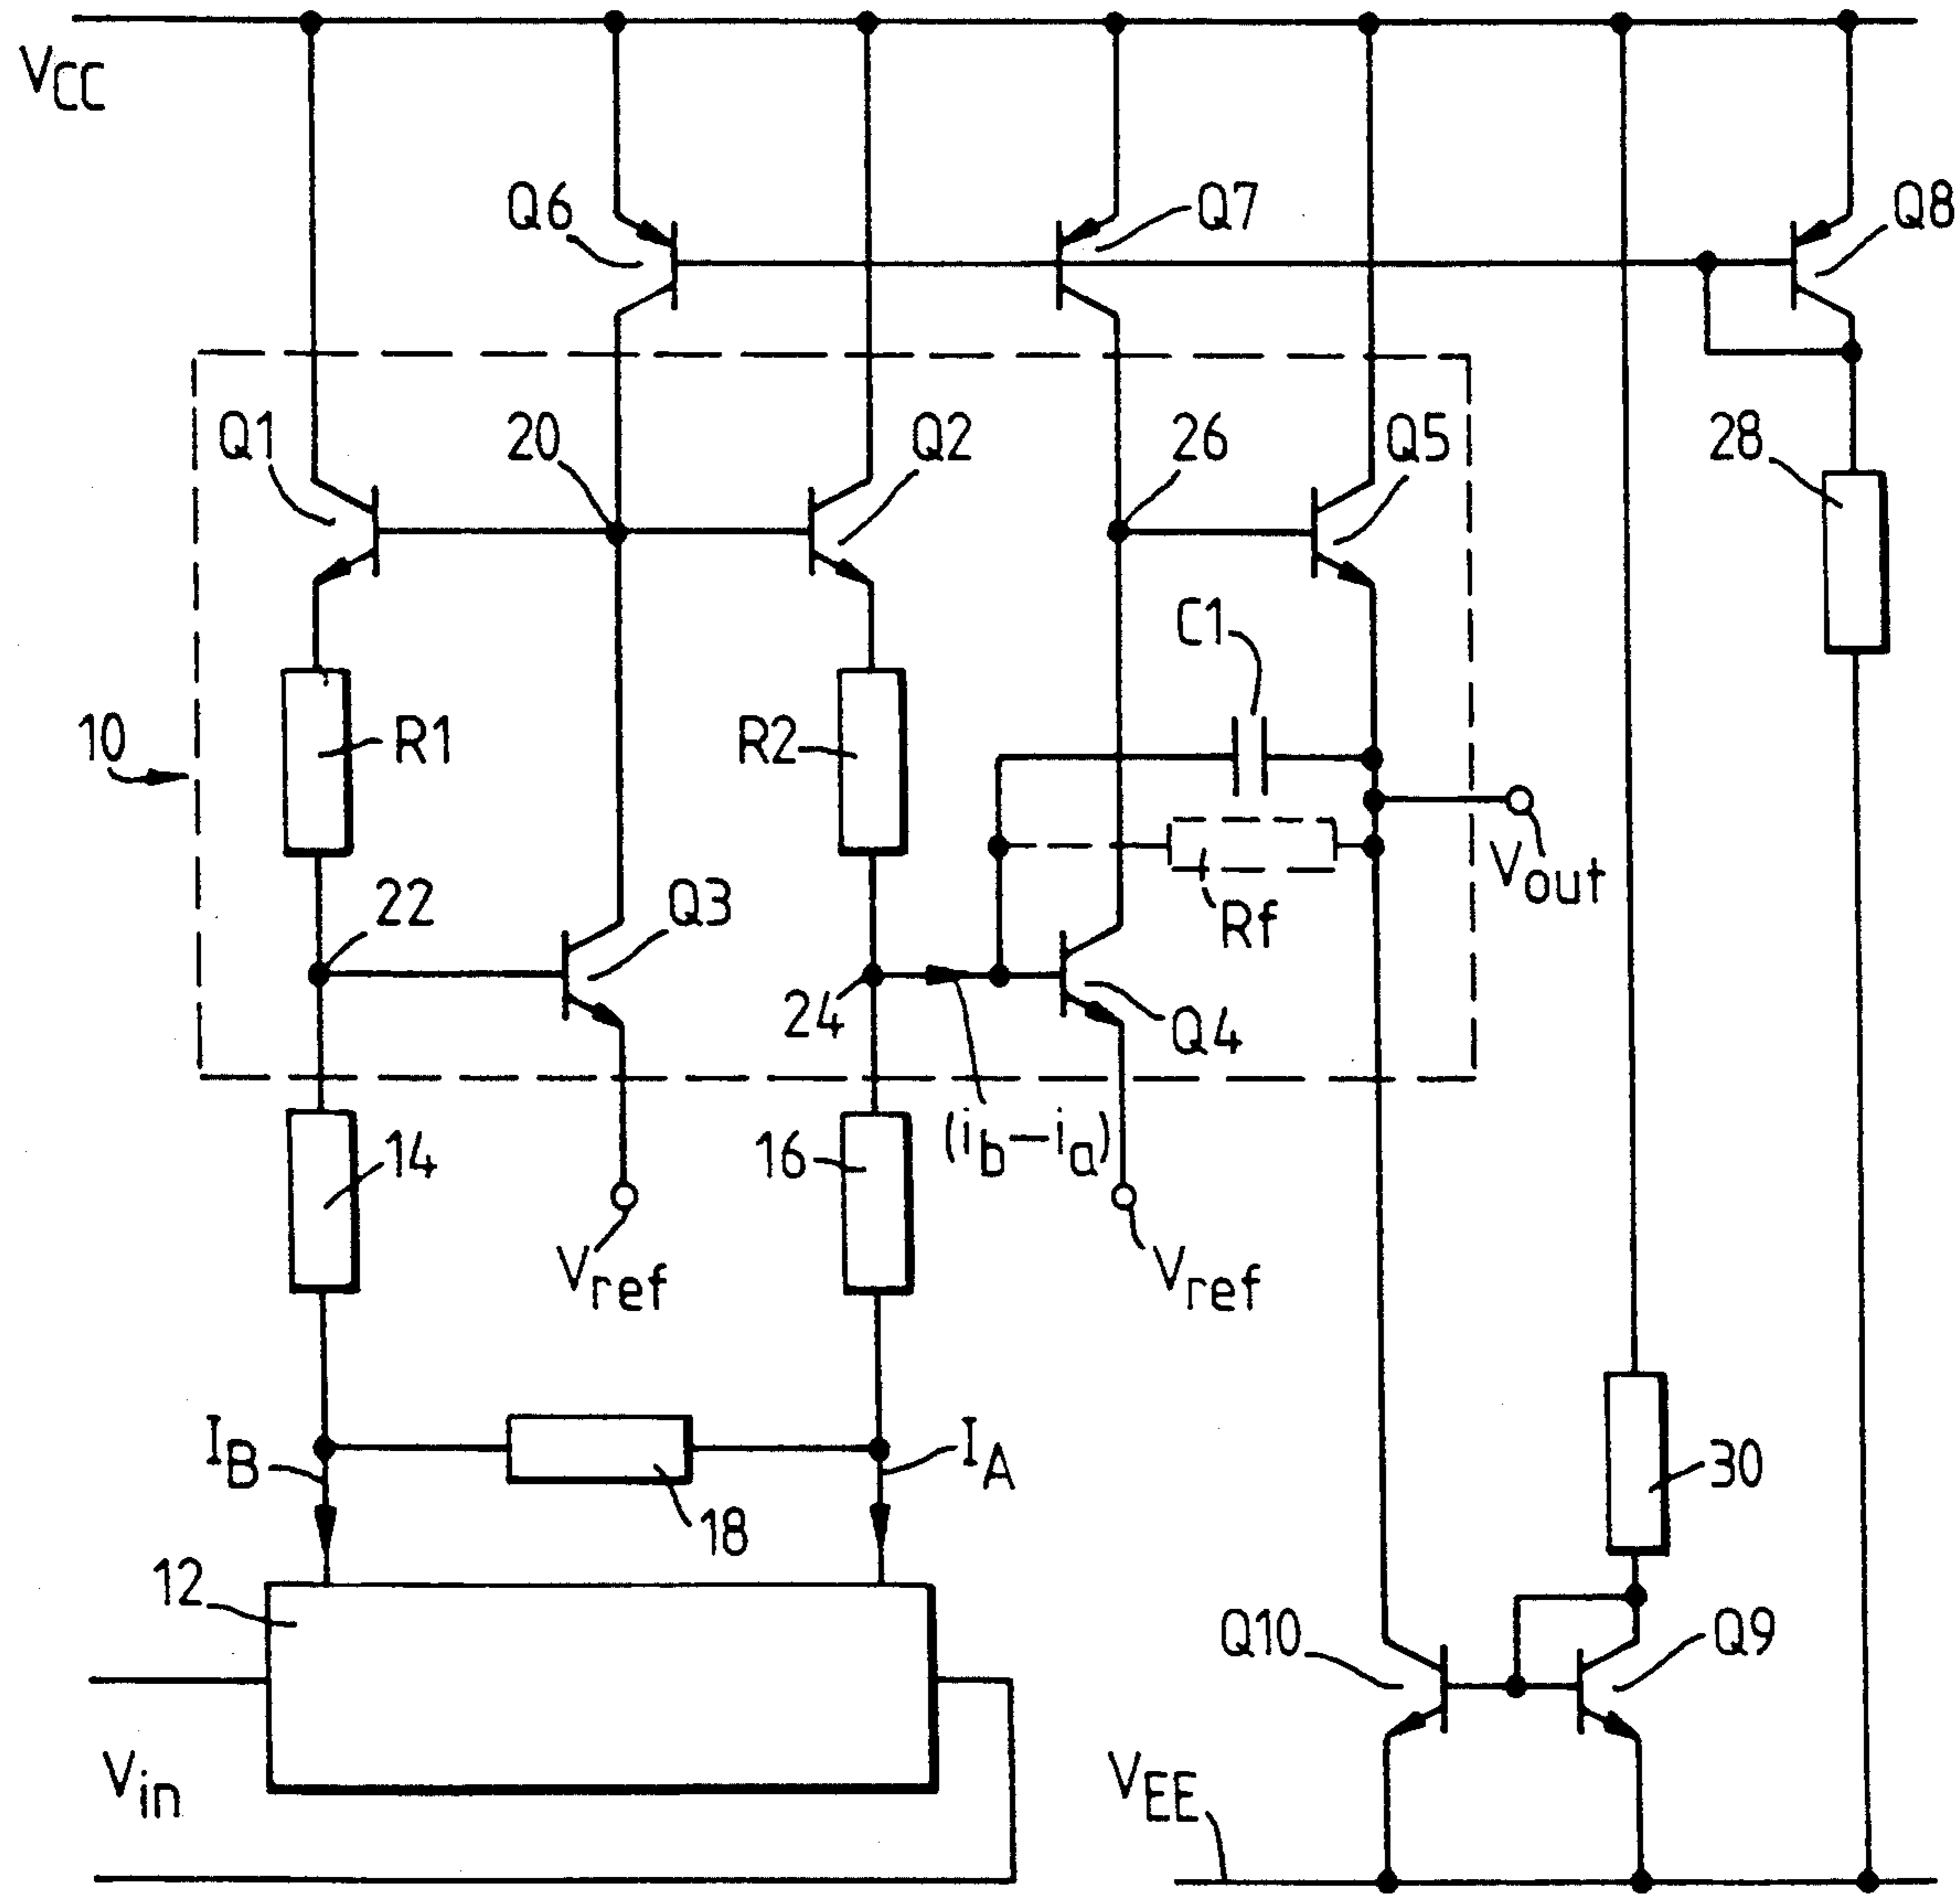 VCC
Q6
Q7
Q8
Q1
20
Q2
26
Q5
28
C1
10
R1
R2
Vout
22
Q3
Rf
24
Q4
14
16
(ib—ia)
Vref
Vref
IB
IA
30
18
12
Q10
Q9
Vin
VEE